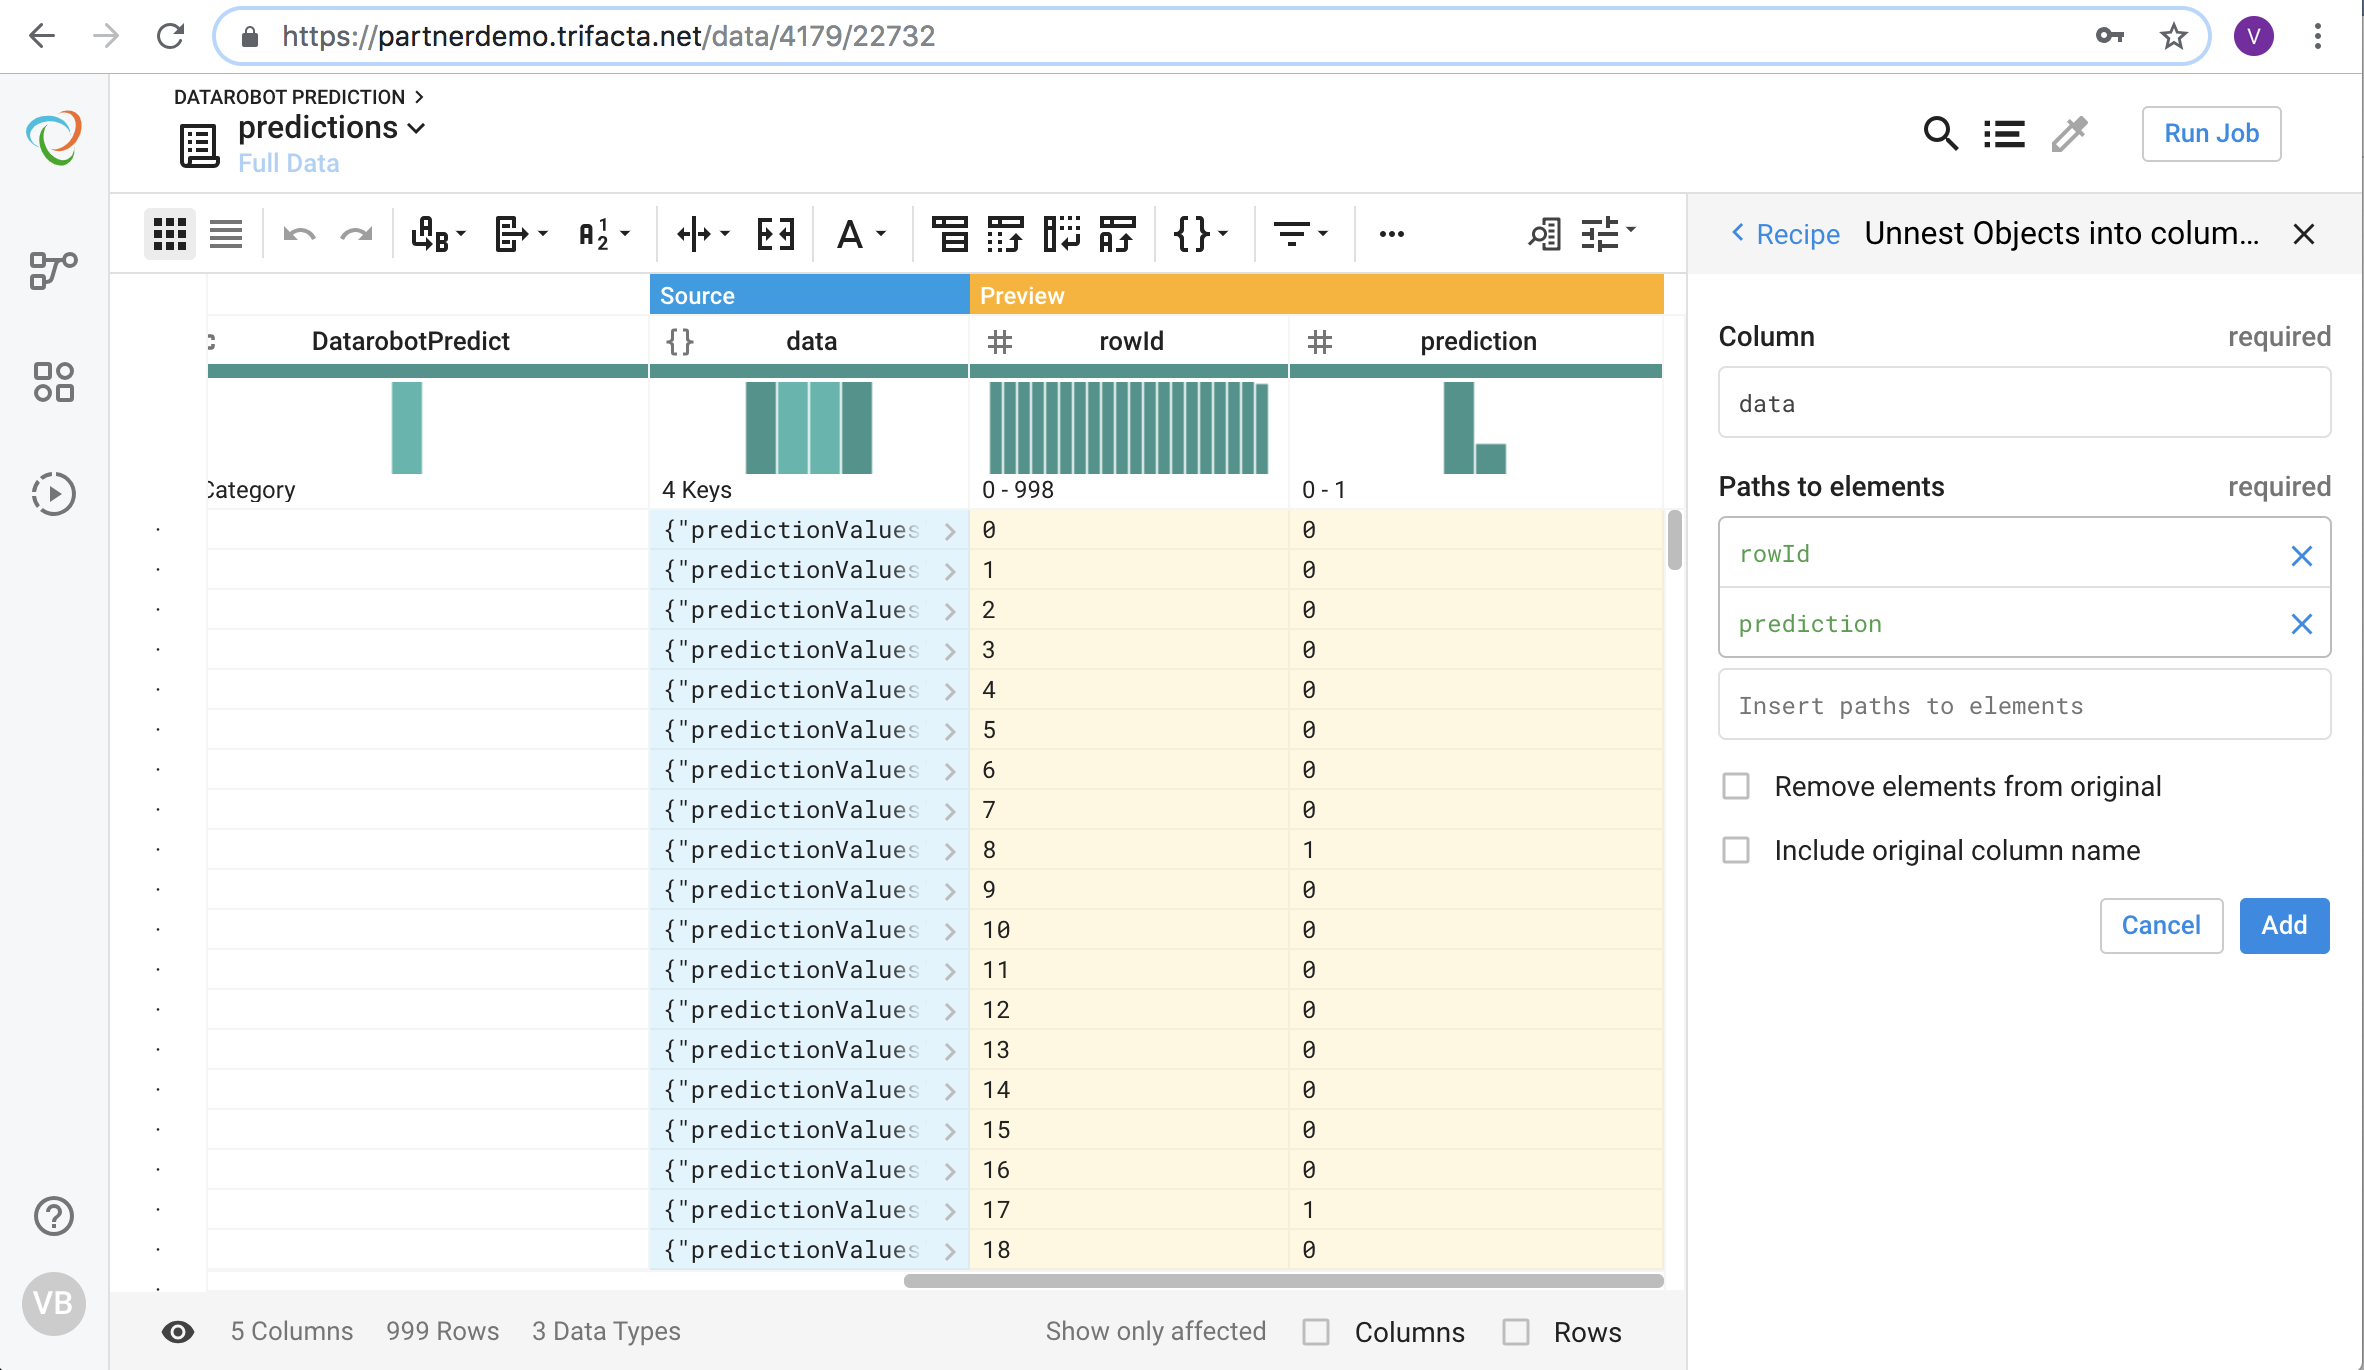 https://partnerdemo.trifacta.net/data/4179/22732
V
DATAROBOT PREDICTION >
predictions
Full Data
Run Job
A
Recipe
Unnest Objects into colum...
Source
Preview
DatarobotPredict
{} data
# rowId
# prediction
Category
4 Keys
0 - 998
0 - 1
{"predictionValues 0 0
{"predictionValues 1 0
{"predictionValues 2 0
{"predictionValues 3 0
{"predictionValues 4 0
{"predictionValues 5 0
{"predictionValues 6 0
{"predictionValues 7 0
{"predictionValues 8 1
{"predictionValues 9 0
{"predictionValues 10 0
{"predictionValues 11 0
{"predictionValues 12 0
{"predictionValues 13 0
{"predictionValues 14 0
{"predictionValues 15 0
{"predictionValues 16 0
{"predictionValues 17 1
{"predictionValues 18 0
Column required
data
Paths to elements required
rowId
prediction
Insert paths to elements
Remove elements from original
Include original column name
Cancel Add
VB
5 Columns 999 Rows 3 Data Types
Show only affected Columns Rows